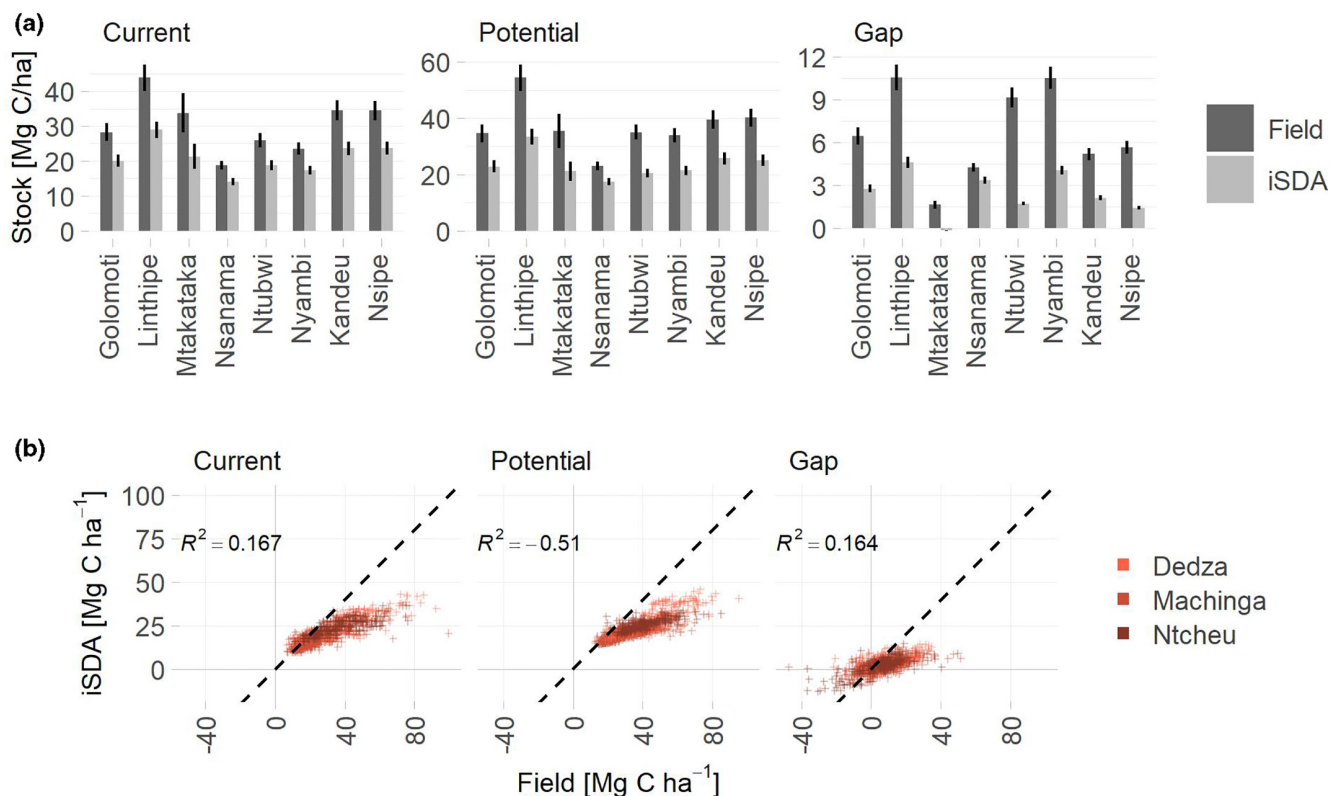 (a)
Current
Potential
Gap
Stock [Mg C/ha]
40
30
20
10
0
60
40
20
0
12
9
6
3
0
Golomoti
Linthipe
Mtakataka
Nsanama
Ntubwi
Nyambi
Kandeu
Nsipe
Golomoti
Linthipe
Mtakataka
Nsanama
Ntubwi
Nyambi
Kandeu
Nsipe
Golomoti
Linthipe
Mtakataka
Nsanama
Ntubwi
Nyambi
Kandeu
Nsipe
Field
iSDA
(b)
Current
Potential
Gap
iSDA [Mg C ha⁻¹]
100
75
50
25
0
R² = 0.167
R² = −0.51
R² = 0.164
-40
0
40
80
-40
0
40
80
-40
0
40
80
Field [Mg C ha⁻¹]
Dedza
Machinga
Ntcheu